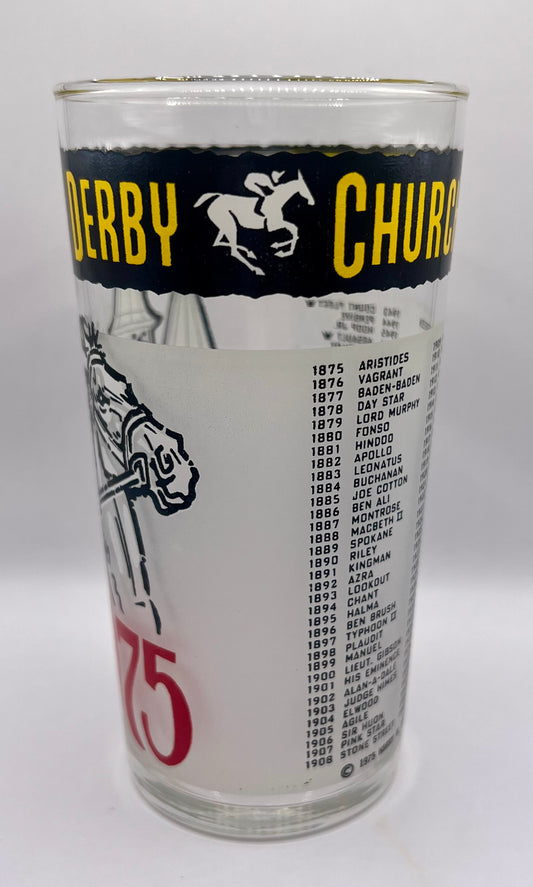 DERBY CHURC
1875 ARISTIDES
1876 VAGRANT
1877 BADEN-BADEN
1878 DAY STAR
1879 LORD MURPHY
1880 FONSO
1881 HINDOO
1882 APOLLO
1883 LEONATUS
1884 BUCHANAN
1885 JOE COTTON
1886 BEN ALI
1887 MONTROSE
1888 MACBETH II
1889 SPOKANE
1890 RILEY
1891 KINGMAN
1892 AZRA
1893 LOOKOUT
1894 CHANT
1895 HALMA
1896 BEN BRUSH
1897 TYPHOON II
1898 PLAUDIT
1899 MANUEL
1900 LIEUT. GIBSON
1901 HIS EMINENCE
1902 ALAN-A-DALE
1903 JUDGE HIMES
1904 ELWOOD
1905 AGILE
1906 SIR HUON
1907 PINK STAR
1908 STONE STREET
© 1975
75